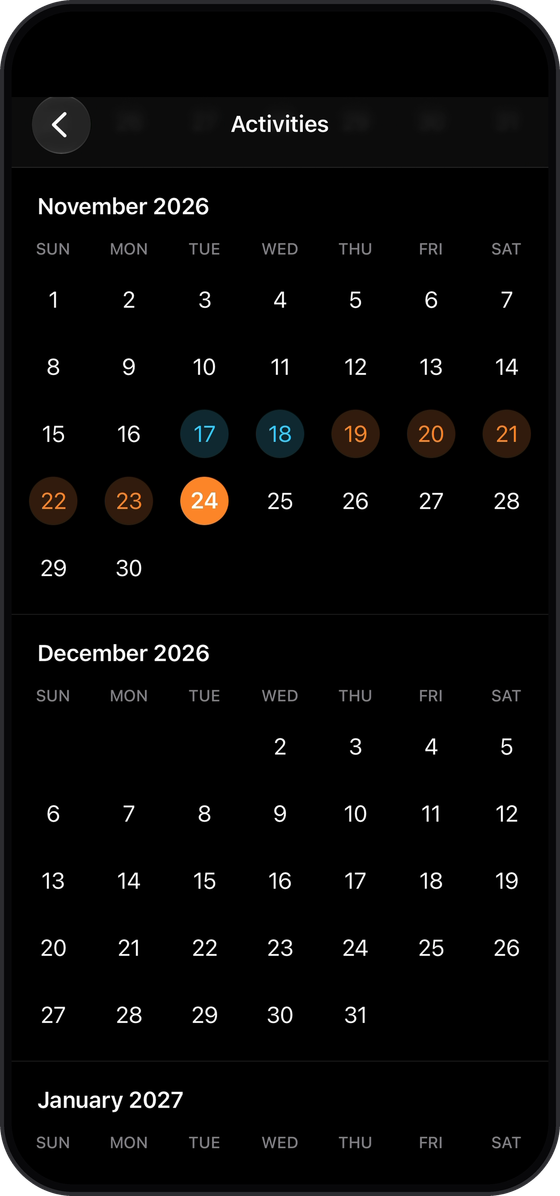 Activities
November 2026
SUN MON TUE WED THU FRI SAT
1 2 3 4 5 6 7
8 9 10 11 12 13 14
15 16 17 18 19 20 21
22 23 24 25 26 27 28
29 30
December 2026
SUN MON TUE WED THU FRI SAT
2 3 4 5
6 7 8 9 10 11 12
13 14 15 16 17 18 19
20 21 22 23 24 25 26
27 28 29 30 31
January 2027
SUN MON TUE WED THU FRI SAT